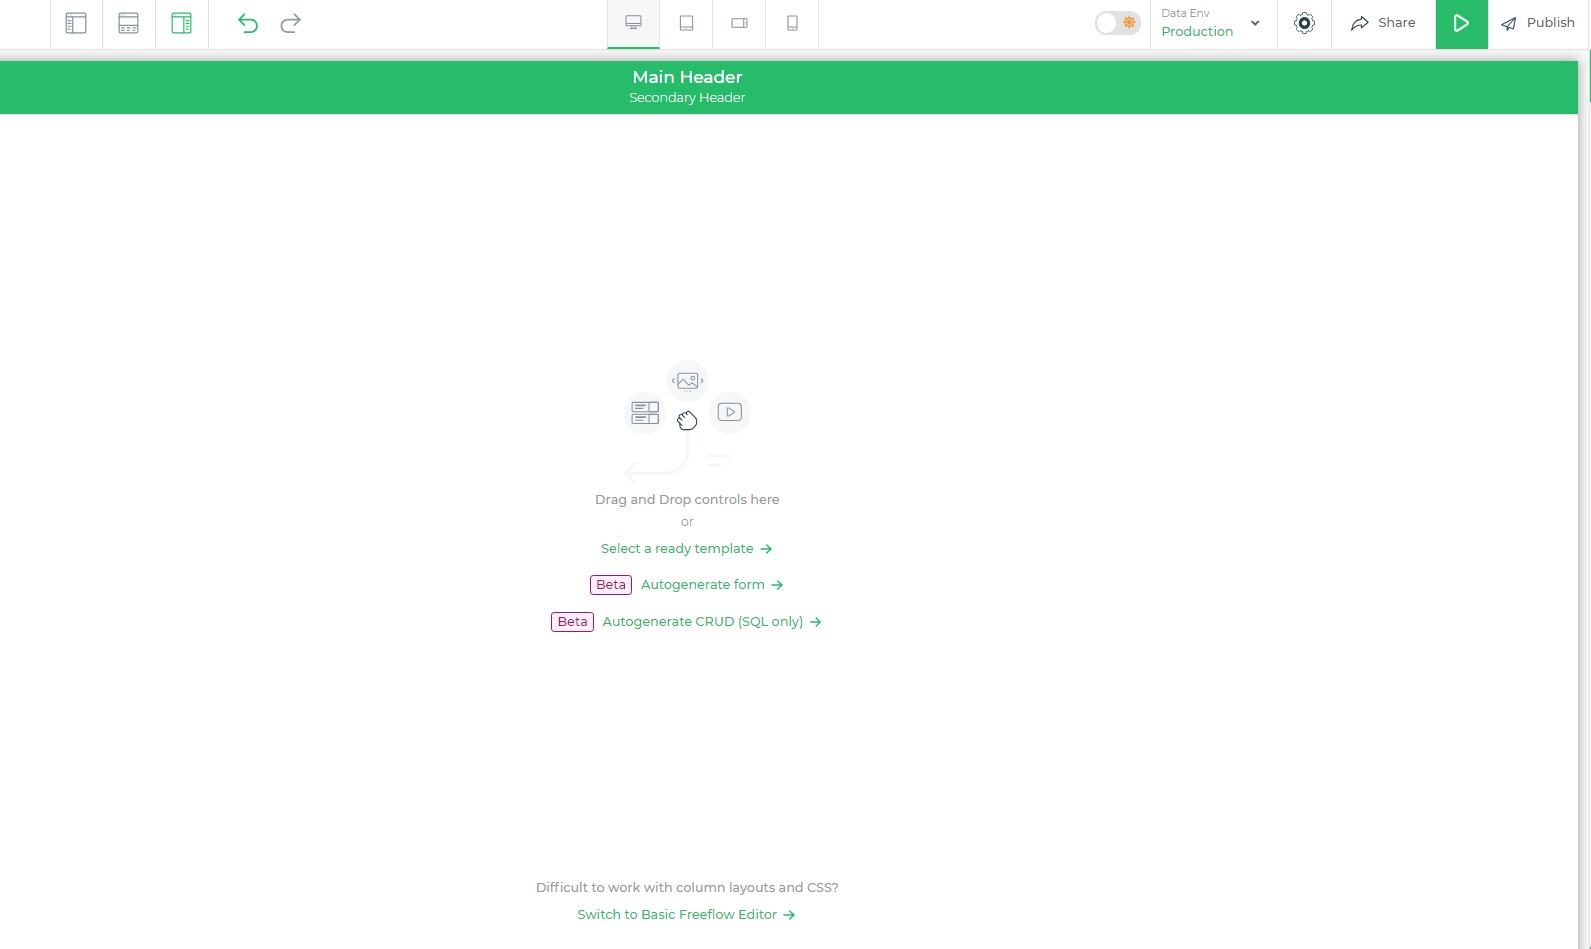 Data Env
Production
Share
Publish
Main Header
Secondary Header
Drag and Drop controls here
or
Select a ready template
Beta Autogenerate form
Beta Autogenerate CRUD (SQL only)
Difficult to work with column layouts and CSS?
Switch to Basic Freeflow Editor